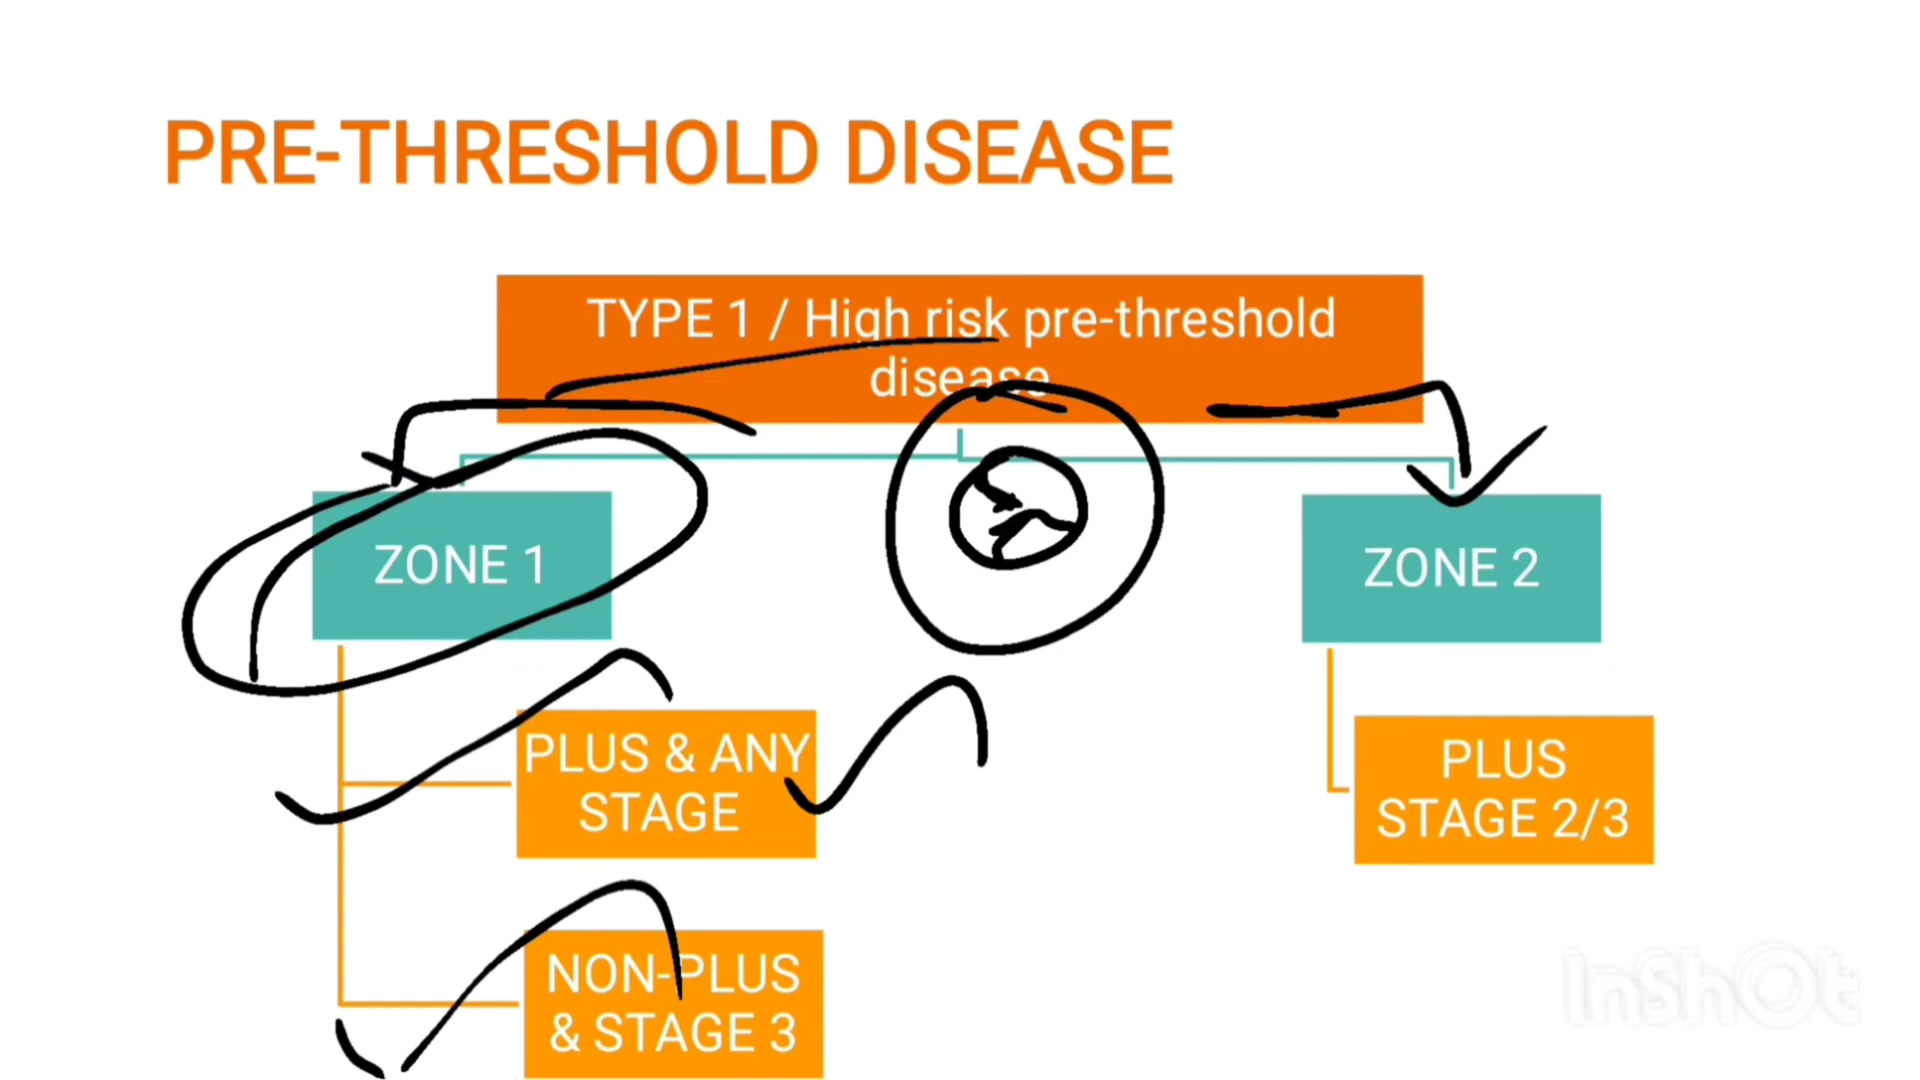 PRE-THRESHOLD DISEASE
TYPE 1 / High risk pre-threshold
disease
ZONE 1
ZONE 2
PLUS & ANY
STAGE
PLUS
STAGE 2/3
NON-PLUS
& STAGE 3
InShOt